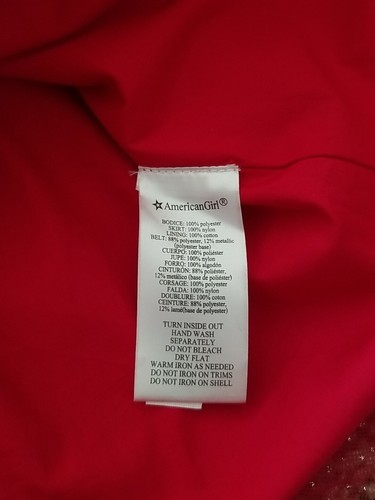 ☆AmericanGirl®
BODICE: 100% polyester
SKIRT: 100% nylon
LINING: 100% cotton
BELT: 88% polyester, 12% metallic
(polyester base)
CUERPO: 100% poliéster
JUPE: 100% nylon
FORRO: 100% algodón
CINTURÓN: 88% poliéster,
12% metálico (base de poliéster)
CORSAGE: 100% polyester
FALDA: 100% nylon
DOUBLURE: 100% coton
CEINTURE: 88% polyester,
12% lamé(base de polyester)
TURN INSIDE OUT
HAND WASH
SEPARATELY
DO NOT BLEACH
DRY FLAT
WARM IRON AS NEEDED
DO NOT IRON ON TRIMS
DO NOT IRON ON SHELL